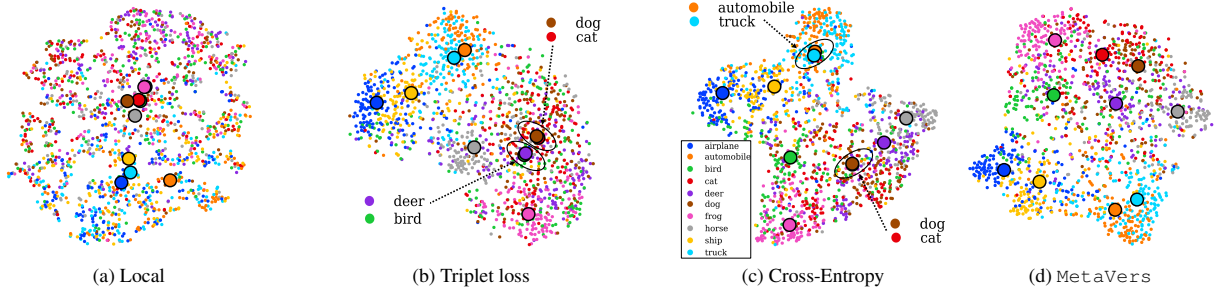 dog
cat
deer
bird
automobile
truck
airplane
automobile
bird
cat
deer
dog
frog
horse
ship
truck
dog
cat
(a) Local
(b) Triplet loss
(c) Cross-Entropy
(d) MetaVers